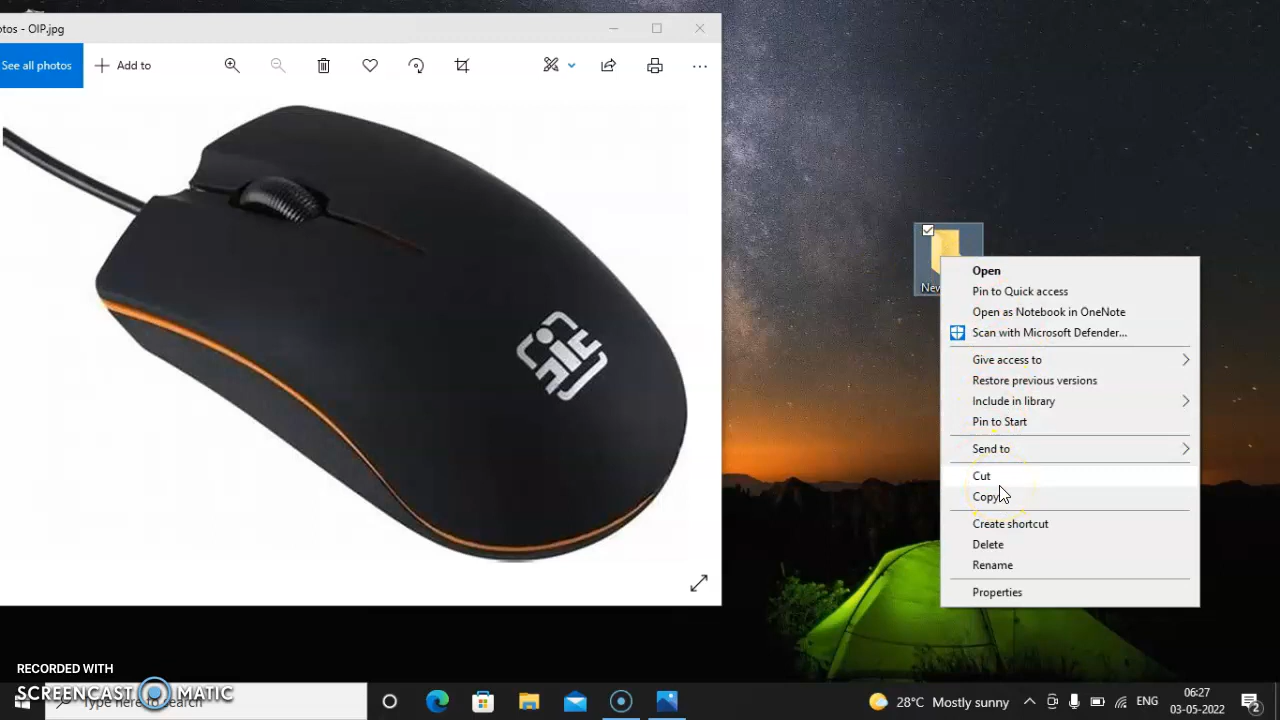 otos - OIP.jpg
See all photos
Add to
New
Open
Pin to Quick access
Open as Notebook in OneNote
Scan with Microsoft Defender...
Give access to
Restore previous versions
Include in library
Pin to Start
Send to
Cut
Copy
Create shortcut
Delete
Rename
Properties
RECORDED WITH
SCREENCAST MATIC
Type here to search
28°C Mostly sunny
ENG
06:27
03-05-2022
2